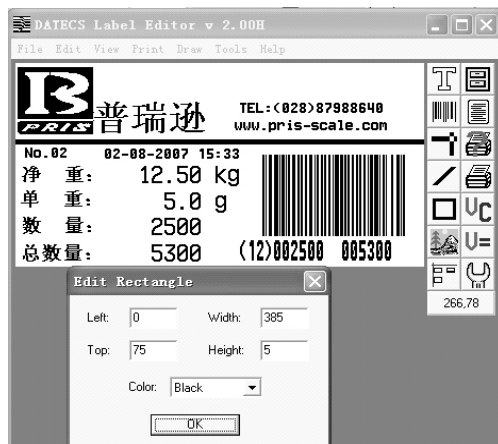 DATECS Label Editor v 2.00H
File Edit View Print Draw Tools Help
PRIS
普瑞逊
TEL:(028)87988640
www.pris-scale.com
No.02 02-08-2007 15:33
净 重: 12.50 kg
单 重: 5.0 g
数 量: 2500
总数量: 5300
(12)002500 005300
T
VC
V=
266,78
Edit Rectangle
Left: 0 Width: 385
Top: 75 Height: 5
Color: Black
OK